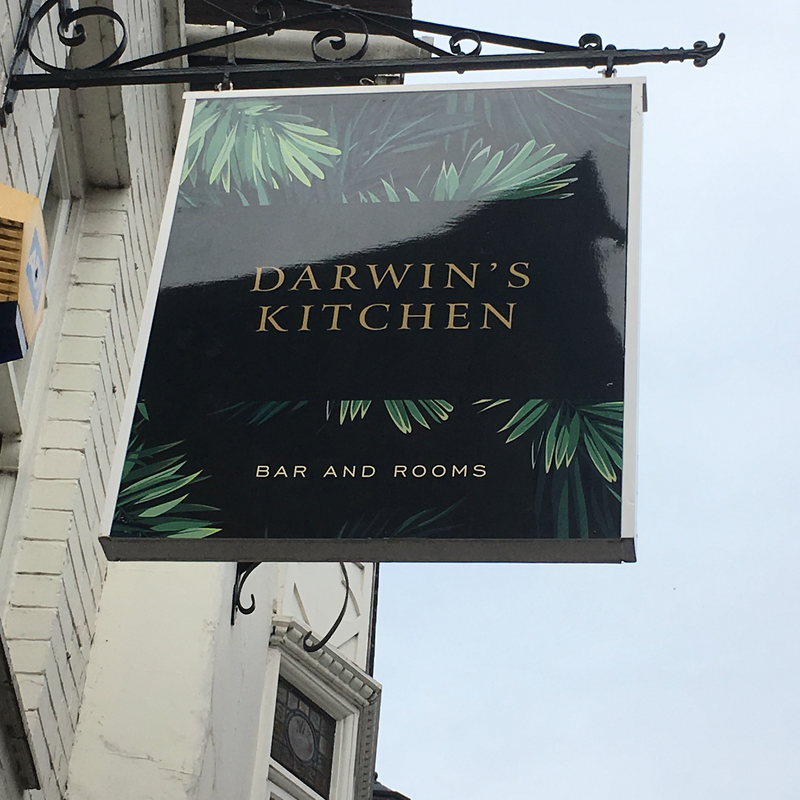 DARWIN'S
KITCHEN
BAR AND ROOMS